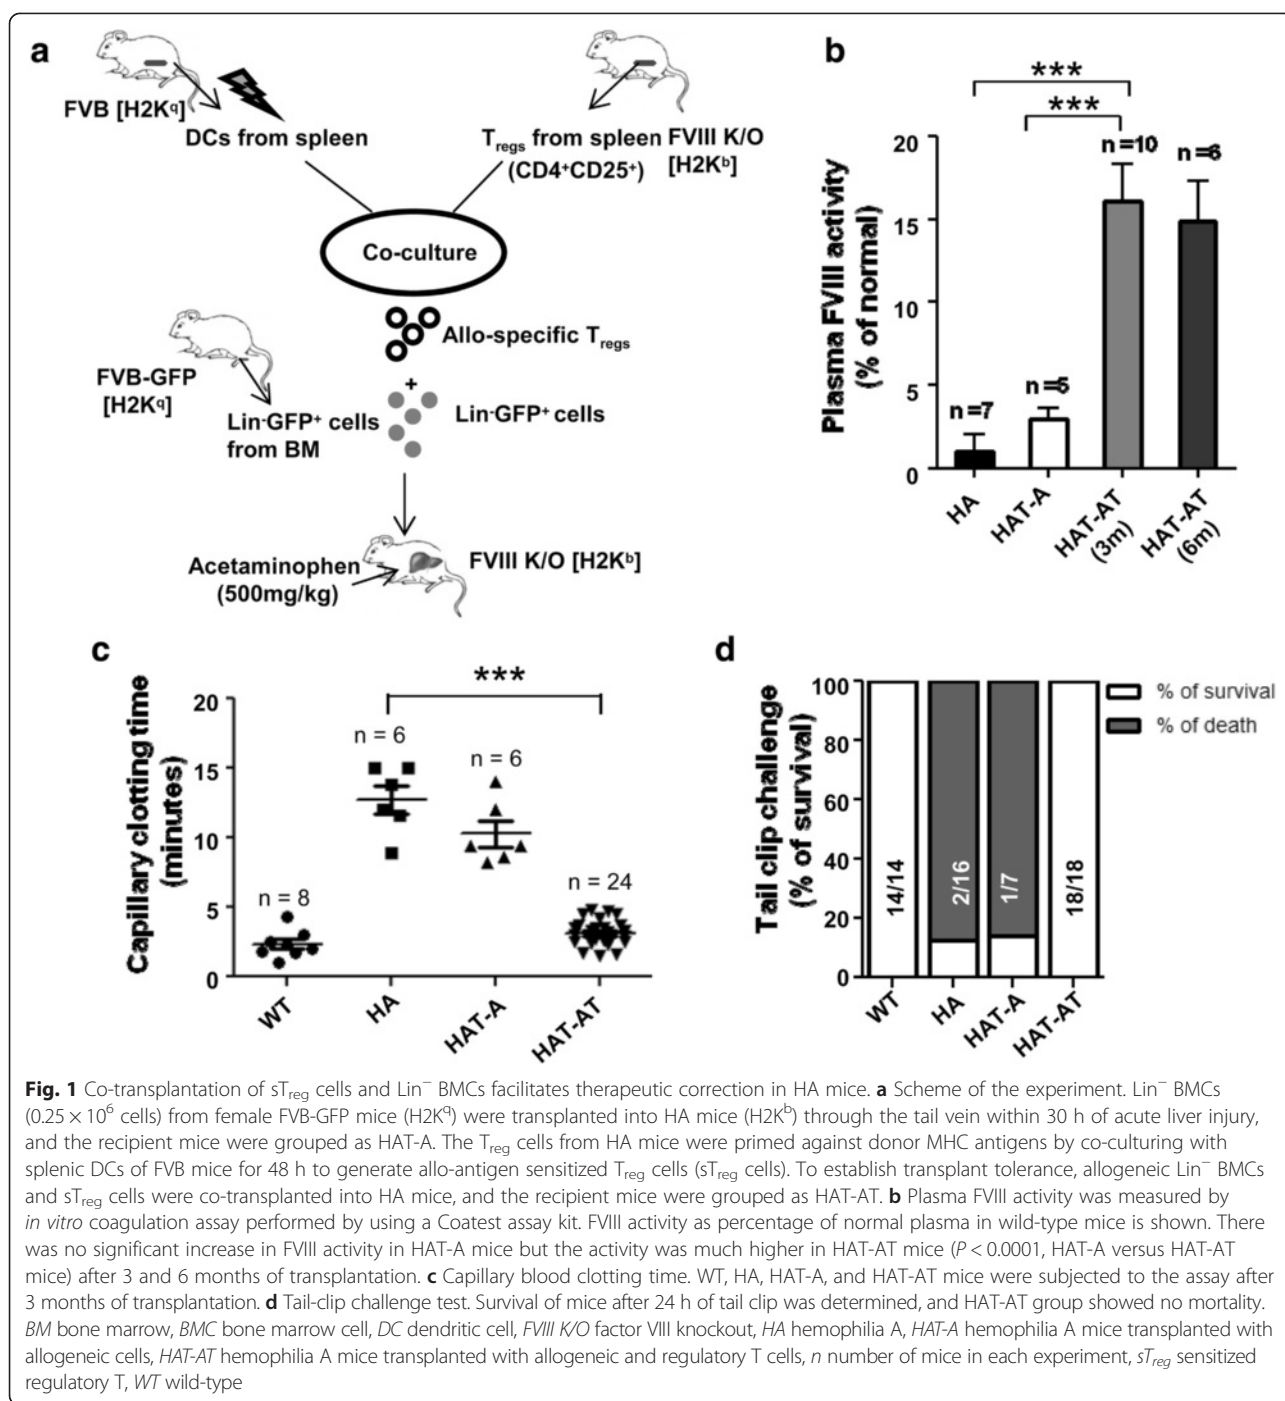 a
FVB [H2Kq]
DCs from spleen
Tregs from spleen FVIII K/O
(CD4+CD25+) [H2Kb]
Co-culture
Allo-specific Tregs
+
FVB-GFP
[H2Kq]
Lin-GFP+ cells
from BM
Lin-GFP+ cells
Acetaminophen
(500mg/kg)
FVIII K/O [H2Kb]
b
***
***
Plasma FVIII activity
(% of normal)
20
15
10
5
0
n=7
n=5
n=10
n=6
HA
HAT-A
HAT-AT
(3m)
HAT-AT
(6m)
c
***
Capillary clotting time
(minutes)
20
15
10
5
0
n = 8
n = 6
n = 6
n = 24
WT
HA
HAT-A
HAT-AT
d
Tail clip challenge
(% of survival)
100
80
60
40
20
0
14/14
2/16
1/7
18/18
WT
HA
HAT-A
HAT-AT
% of survival
% of death
Fig. 1 Co-transplantation of sTreg cells and Lin− BMCs facilitates therapeutic correction in HA mice. a Scheme of the experiment. Lin− BMCs
(0.25 × 10⁶ cells) from female FVB-GFP mice (H2Kq) were transplanted into HA mice (H2Kb) through the tail vein within 30 h of acute liver injury,
and the recipient mice were grouped as HAT-A. The Treg cells from HA mice were primed against donor MHC antigens by co-culturing with
splenic DCs of FVB mice for 48 h to generate allo-antigen sensitized Treg cells (sTreg cells). To establish transplant tolerance, allogeneic Lin− BMCs
and sTreg cells were co-transplanted into HA mice, and the recipient mice were grouped as HAT-AT. b Plasma FVIII activity was measured by
in vitro coagulation assay performed by using a Coatest assay kit. FVIII activity as percentage of normal plasma in wild-type mice is shown. There
was no significant increase in FVIII activity in HAT-A mice but the activity was much higher in HAT-AT mice (P < 0.0001, HAT-A versus HAT-AT
mice) after 3 and 6 months of transplantation. c Capillary blood clotting time. WT, HA, HAT-A, and HAT-AT mice were subjected to the assay after
3 months of transplantation. d Tail-clip challenge test. Survival of mice after 24 h of tail clip was determined, and HAT-AT group showed no mortality.
BM bone marrow, BMC bone marrow cell, DC dendritic cell, FVIII K/O factor VIII knockout, HA hemophilia A, HAT-A hemophilia A mice transplanted with
allogeneic cells, HAT-AT hemophilia A mice transplanted with allogeneic and regulatory T cells, n number of mice in each experiment, sTreg sensitized
regulatory T, WT wild-type